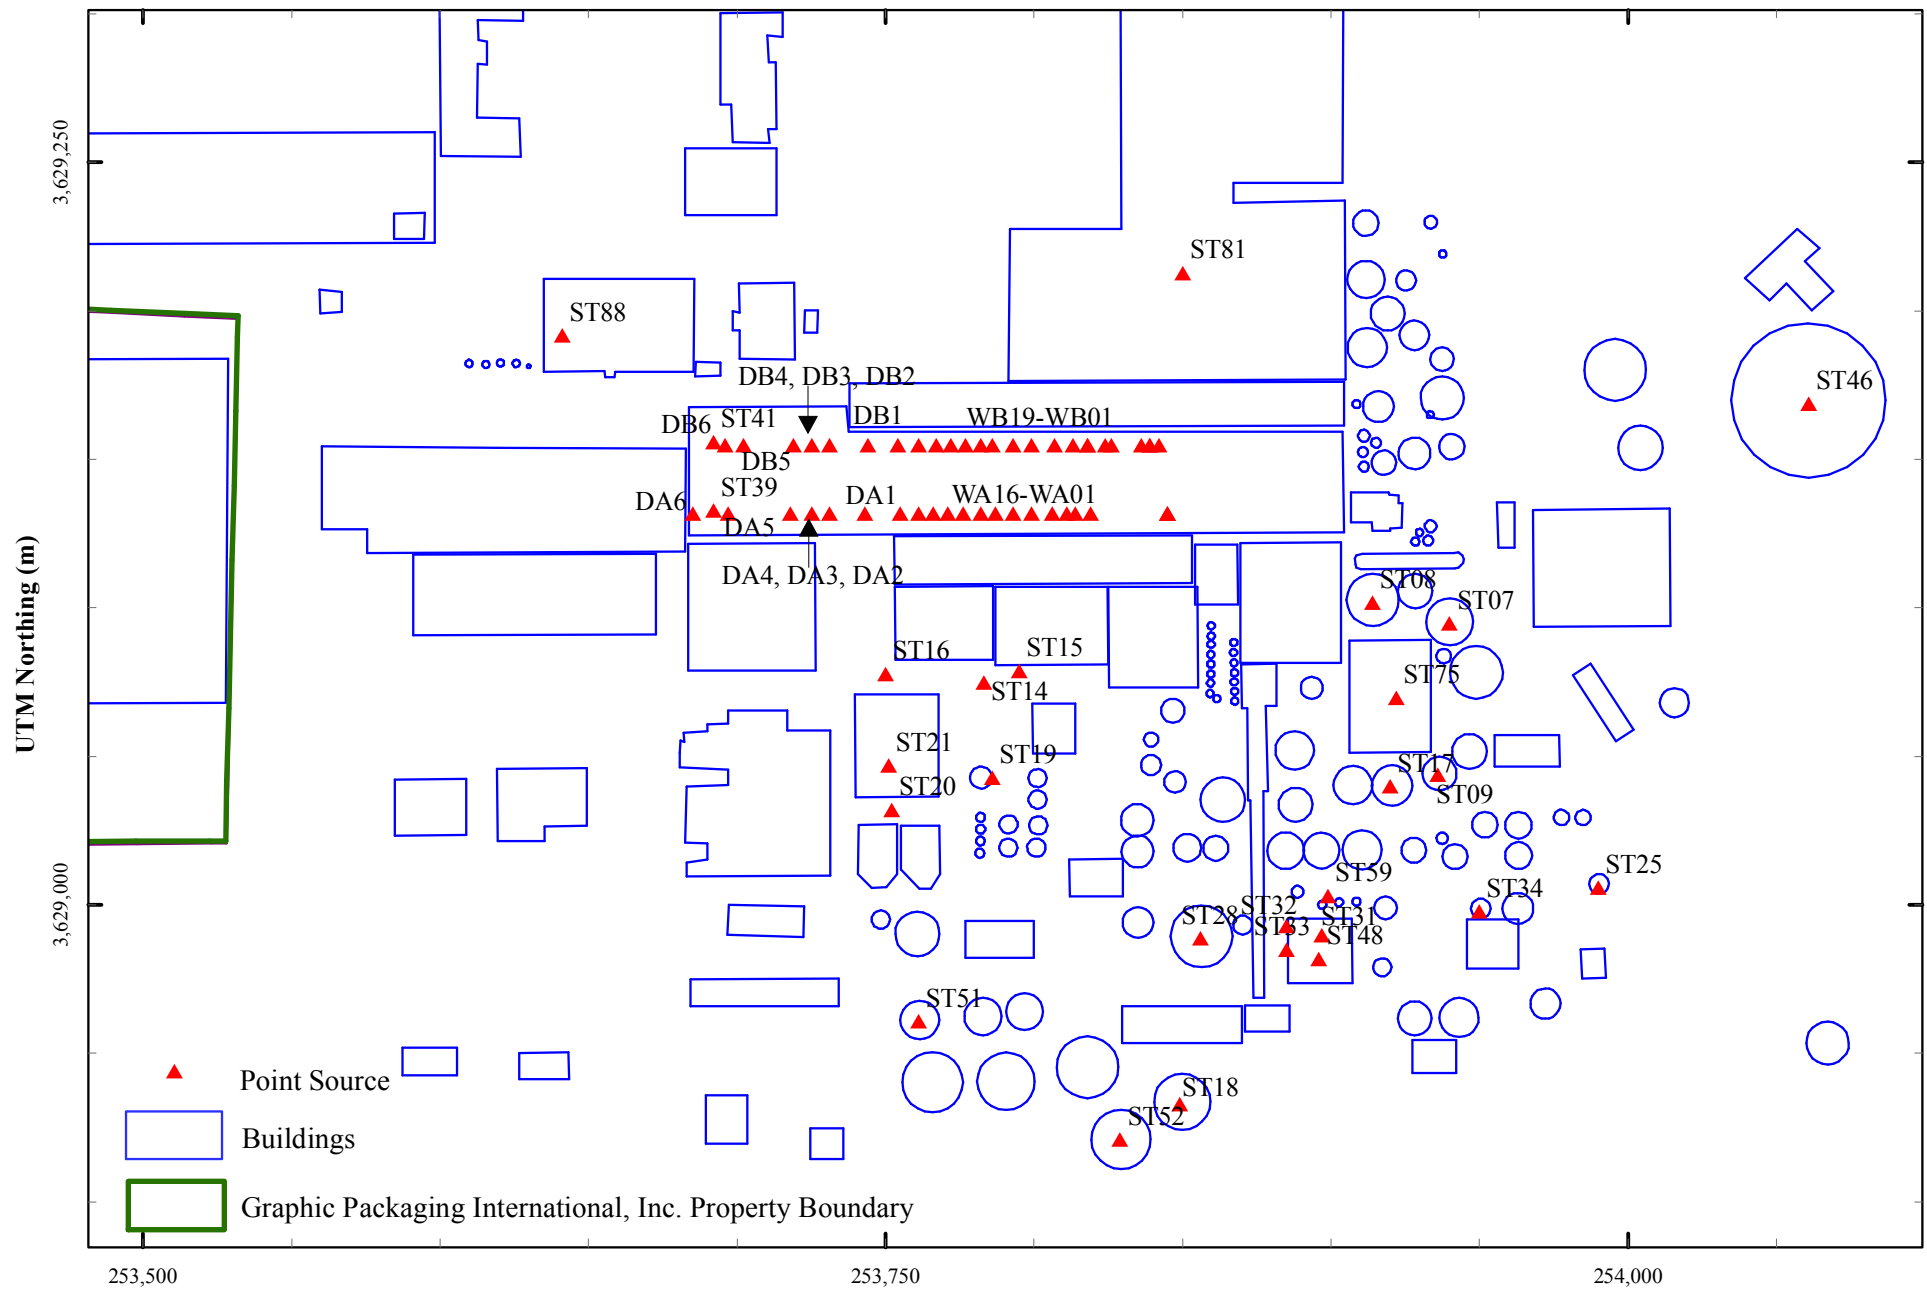 3,629,250
ST81
ST88
ST46
DB4, DB3, DB2
DB6
ST41
DB1
WB19-WB01
DB5
DA6
ST39
DA1
WA16-WA01
DA5
DA4, DA3, DA2
ST08
ST07
UTM Northing (m)
ST16
ST15
ST14
ST75
ST21
ST19
ST17
ST20
ST09
3,629,000
ST59
ST25
ST34
ST28
ST32
ST31
ST33
ST48
ST51
ST18
ST52
Point Source
Buildings
Graphic Packaging International, Inc. Property Boundary
253,500
253,750
254,000